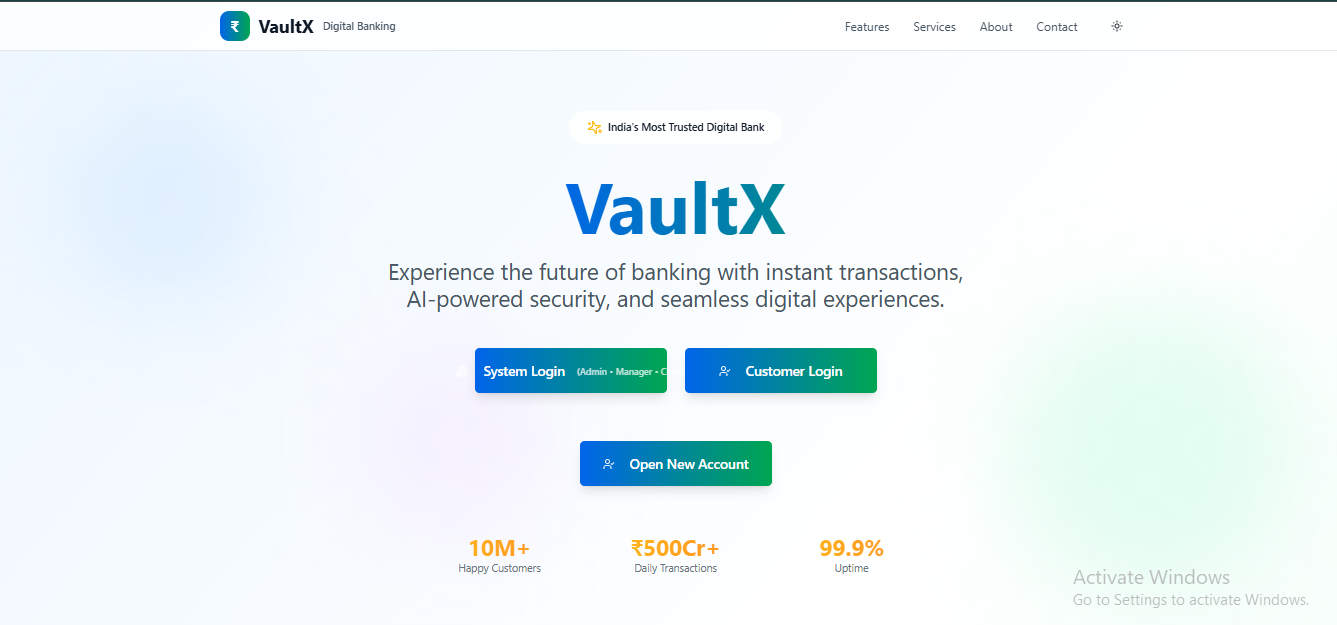 ₹ VaultX Digital Banking Features Services About Contact
India's Most Trusted Digital Bank
VaultX
Experience the future of banking with instant transactions,
AI-powered security, and seamless digital experiences.
System Login (Admin • Manager • C
Customer Login
Open New Account
10M+ ₹500Cr+ 99.9%
Happy Customers Daily Transactions Uptime
Activate Windows
Go to Settings to activate Windows.